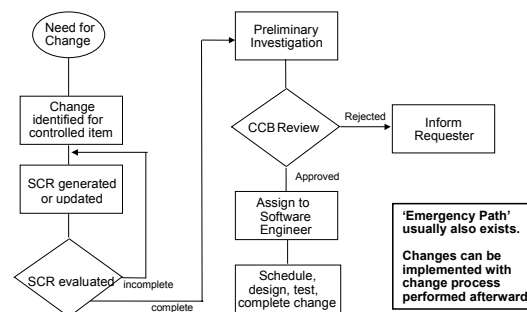 Need for
Change
Change
identified for
controlled item
SCR generated
or updated
SCR evaluated
incomplete
complete
Preliminary
Investigation
CCB Review
Rejected
Inform
Requester
Approved
Assign to
Software
Engineer
Schedule,
design, test,
complete change
‘Emergency Path’
usually also exists.
Changes can be
implemented with
change process
performed afterward